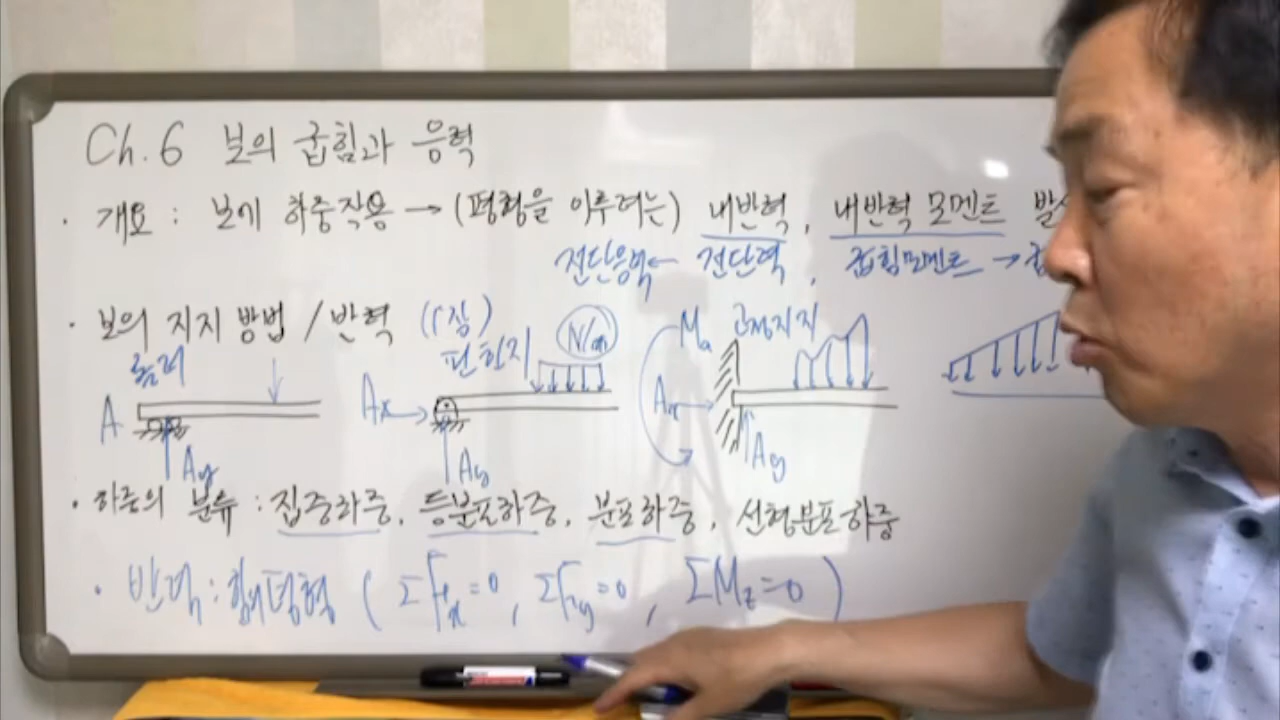 Ch.6 보의 굽힘과 응력
· 개요 : 보에 하중작용 → (평형을 이루려는) 내반력, 내반력 모멘트
전단응력 ← 전단력, 굽힘모멘트 →
· 보의 지지 방법 / 반력
롤러 핀 힌지 N/m Ma 고정지지
A Ax Ax
Ay Ay Ay
· 하중의 분류 : 집중하중, 등분포하중, 분포하중, 선형분포하중
· 반력 : 힘의 평형 ( ΣFx = 0, ΣFy = 0, ΣMz = 0 )